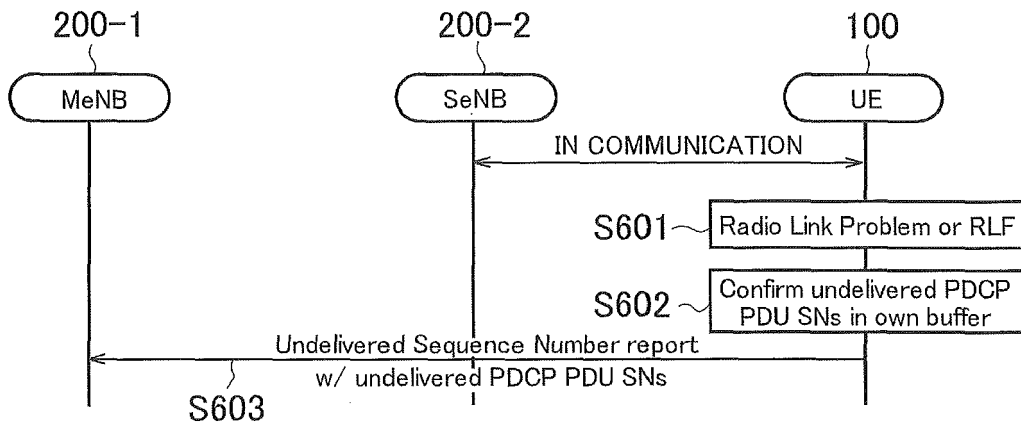 200-1
200-2
100
MeNB
SeNB
UE
IN COMMUNICATION
S601
Radio Link Problem or RLF
S602
Confirm undelivered PDCP
PDU SNs in own buffer
Undelivered Sequence Number report
w/ undelivered PDCP PDU SNs
S603